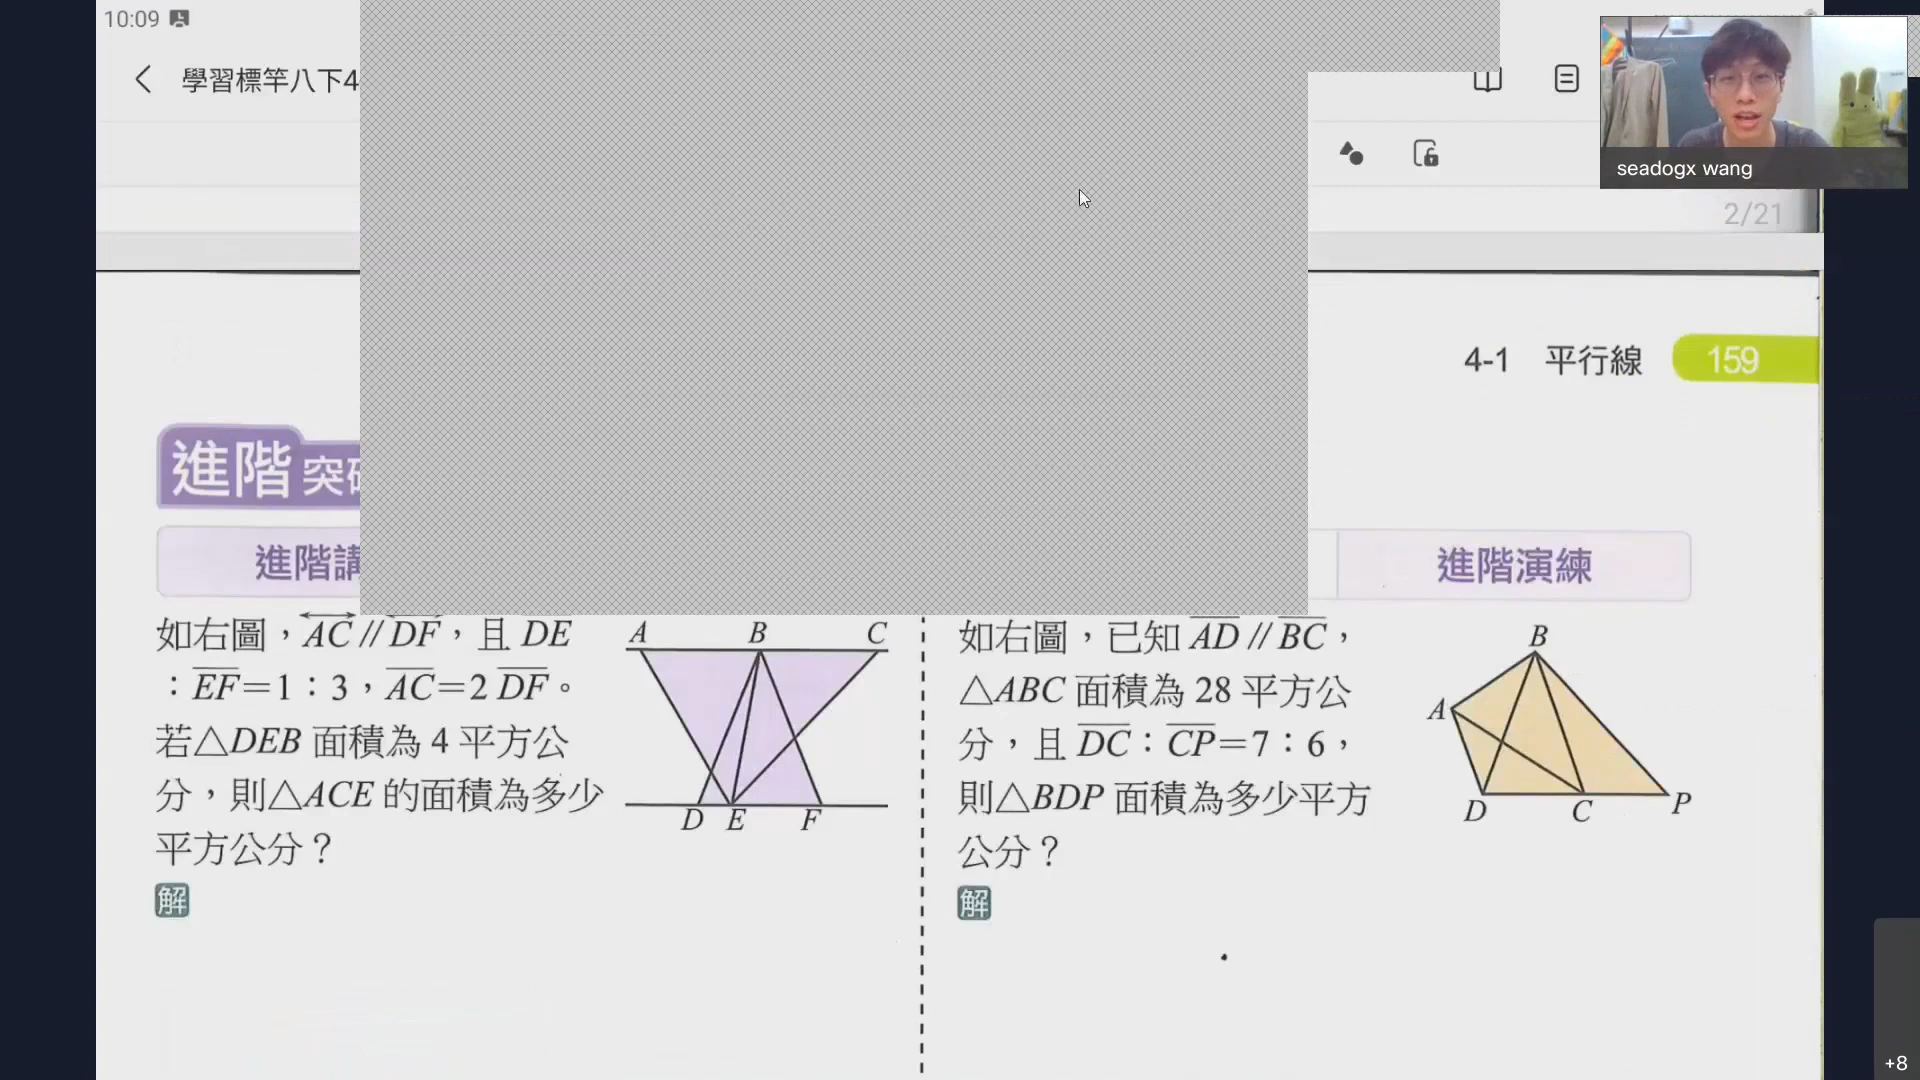 10:09
學習標竿八下4
seadogx wang
2/21
4-1 平行線 159
進階突
進階講
進階演練
如右圖，AC // DF，且 DE
：EF＝1：3，AC＝2 DF。
若△DEB 面積為 4 平方公
分，則△ACE 的面積為多少
平方公分？
解
A B C
D E F
如右圖，已知 AD // BC，
△ABC 面積為 28 平方公
分，且 DC：CP＝7：6，
則△BDP 面積為多少平方
公分？
解
B
A
D C P
+8